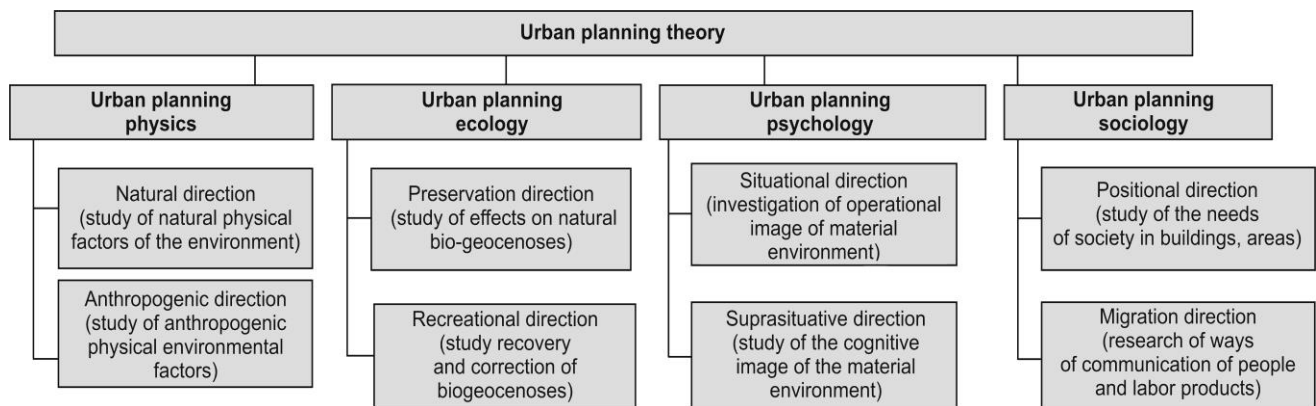 Urban planning theory
Urban planning
physics
Urban planning
ecology
Urban planning
psychology
Urban planning
sociology
Natural direction
(study of natural physical
factors of the environment)
Preservation direction
(study of effects on natural
bio-geocenoses)
Situational direction
(investigation of operational
image of material
environment)
Positional direction
(study of the needs
of society in buildings, areas)
Anthropogenic direction
(study of anthropogenic
physical environmental
factors)
Recreational direction
(study recovery
and correction of
biogeocenoses)
Suprasituative direction
(study of the cognitive
image of the material
environment)
Migration direction
(research of ways
of communication of people
and labor products)